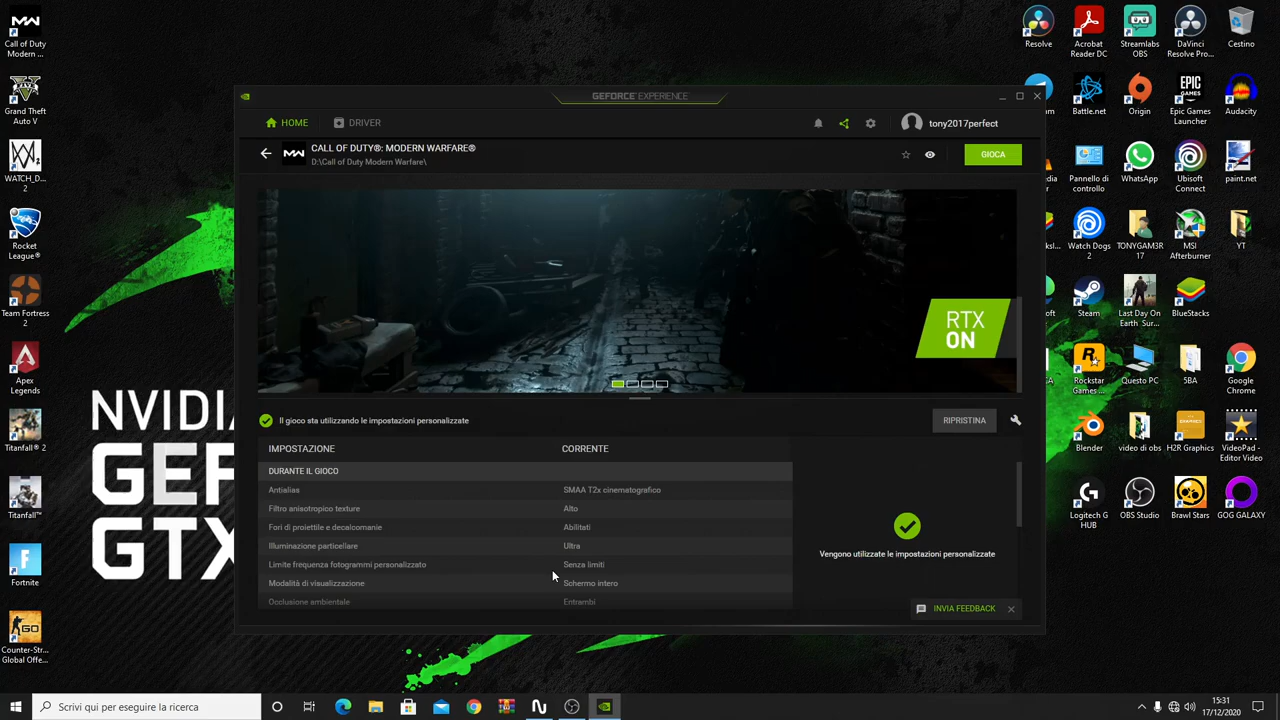 Call of Duty
Modern ...
Grand Theft
Auto V
WATCH_D...
2
Rocket
League®
Team Fortress
2
Apex
Legends
Titanfall® 2
Titanfall™
Fortnite
Counter-Str...
Global Offe...
NVIDIA
GTX
GEFORCE EXPERIENCE
HOME
DRIVER
tony2017perfect
CALL OF DUTY®: MODERN WARFARE®
D:\Call of Duty Modern Warfare\
GIOCA
RTX
ON
Il gioco sta utilizzando le impostazioni personalizzate
RIPRISTINA
IMPOSTAZIONE CORRENTE
DURANTE IL GIOCO
Antialias SMAA T2x cinematografico
Filtro anisotropico texture Alto
Fori di proiettile e decalcomanie Abilitati
Illuminazione particellare Ultra
Limite frequenza fotogrammi personalizzato Senza limiti
Modalità di visualizzazione Schermo intero
Occlusione ambientale Entrambi
Vengono utilizzate le impostazioni personalizzate
INVIA FEEDBACK
Resolve
Acrobat
Reader DC
Streamlabs
OBS
DaVinci
Resolve Pro...
Cestino
Battle.net
Origin
Epic Games
Launcher
Audacity
Pannello di
controllo
WhatsApp
Ubisoft
Connect
paint.net
Watch Dogs
2
TONYGAM3R
17
MSI
Afterburner
YT
Steam
Last Day On
Earth Sur...
BlueStacks
Rockstar
Games ...
Questo PC
5BA
Google
Chrome
Blender
video di obs
H2R Graphics
VideoPad -
Editor Video
Logitech G
HUB
OBS Studio
Brawl Stars
GOG GALAXY
Scrivi qui per eseguire la ricerca
15:31
17/12/2020